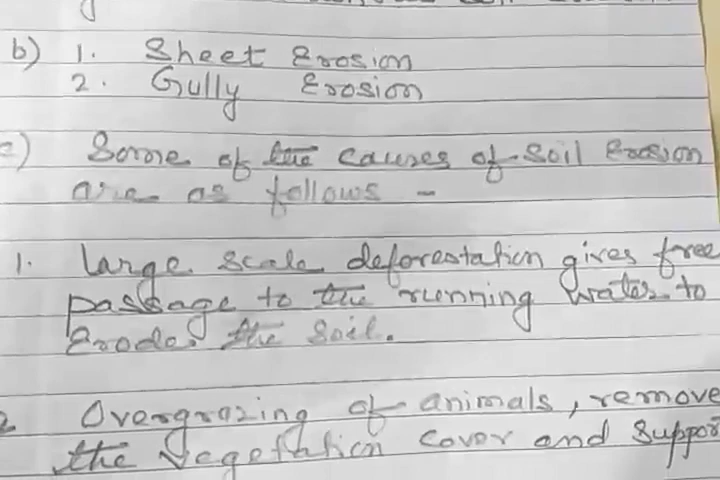 b) 1. Sheet Erosion
2. Gully Erosion
c) Some of the causes of soil Erosion
are as follows -
1. large scale deforestation gives free
passage to the running water to
Erode the soil.
2 Overgrazing of animals, remove
the vegetation cover and suppor